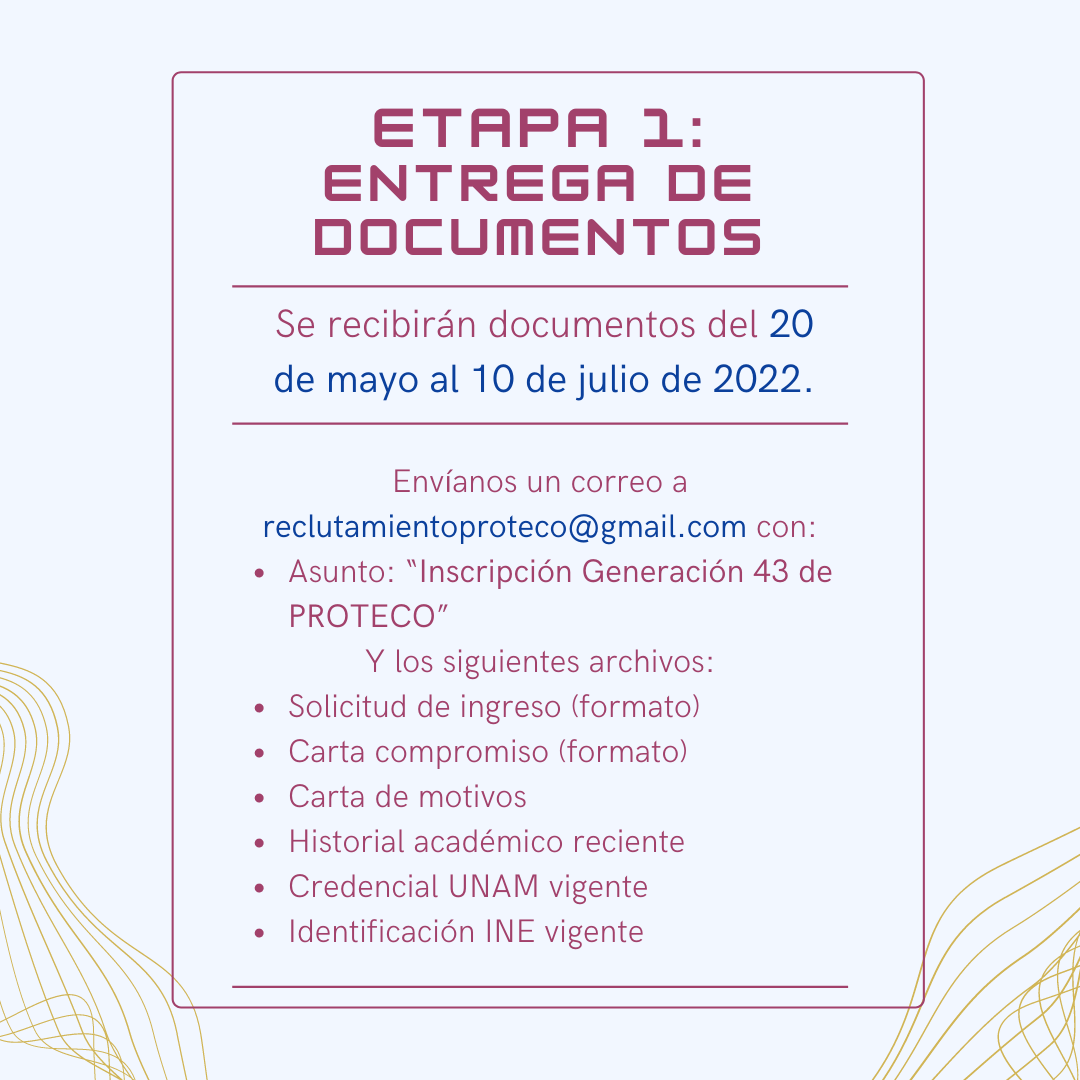 ETAPA 1:
ENTREGA DE
DOCUMENTOS
Se recibirán documentos del 20
de mayo al 10 de julio de 2022.
Envíanos un correo a
reclutamientoproteco@gmail.com con:
• Asunto: “Inscripción Generación 43 de
PROTECO”
Y los siguientes archivos:
• Solicitud de ingreso (formato)
• Carta compromiso (formato)
• Carta de motivos
• Historial académico reciente
• Credencial UNAM vigente
• Identificación INE vigente